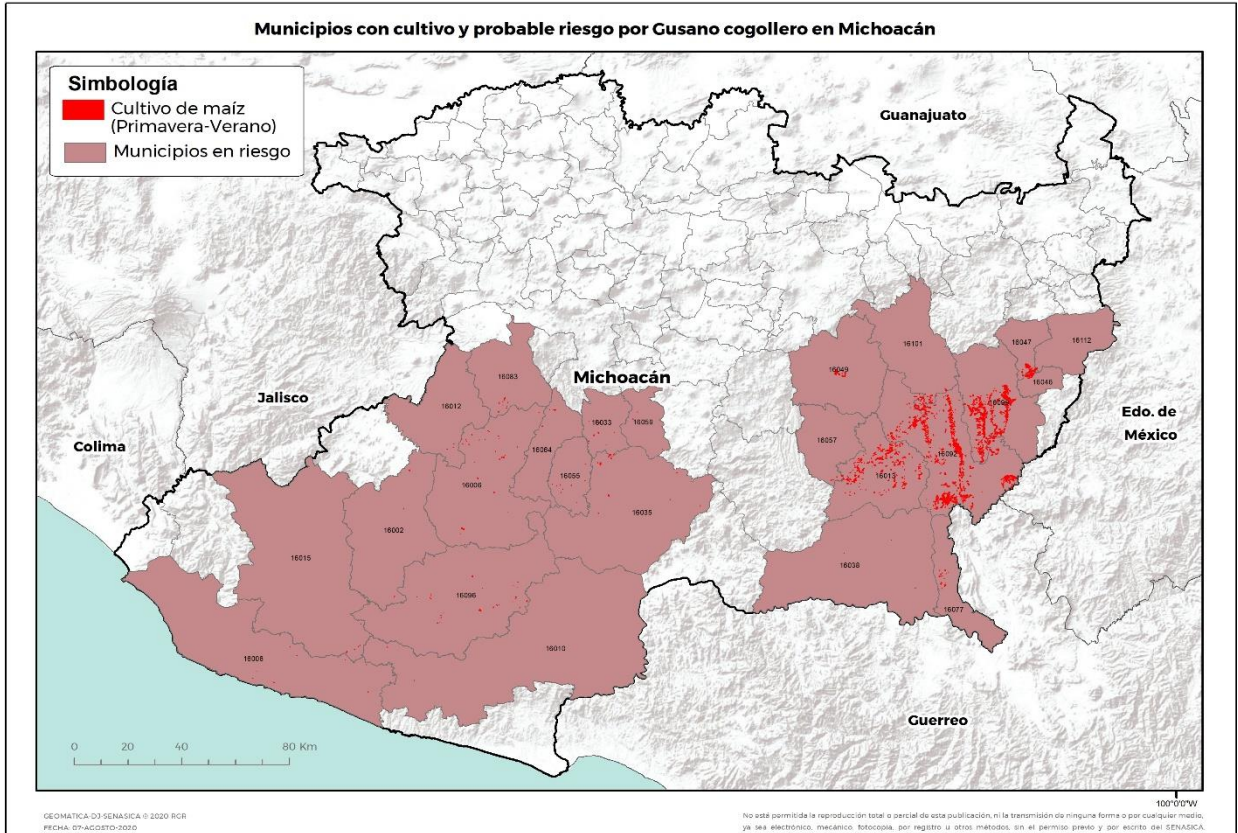 Municipios con cultivo y probable riesgo por Gusano cogollero en Michoacán
Simbología
Cultivo de maíz
(Primavera-Verano)
Municipios en riesgo
Guanajuato
Jalisco
Colima
Michoacán
Edo. de
México
Guerreo
16101
16047
16112
16049
16046
16083
16012
16033
16059
16057
16084
16055
16092
16013
16006
16035
16002
16015
16038
16096
16077
16010
16008
0 20 40 80 Km
100°0'0"W
GEOMATICA-DJ-SENASICA © 2020 RGR
FECHA: 07-AGOSTO-2020
No está permitida la reproducción total o parcial de esta publicación, ni la transmisión de ninguna forma o por cualquier medio,
ya sea electrónico, mecánico, fotocopia, por registro u otros métodos, sin el permiso previo y por escrito del SENASICA.